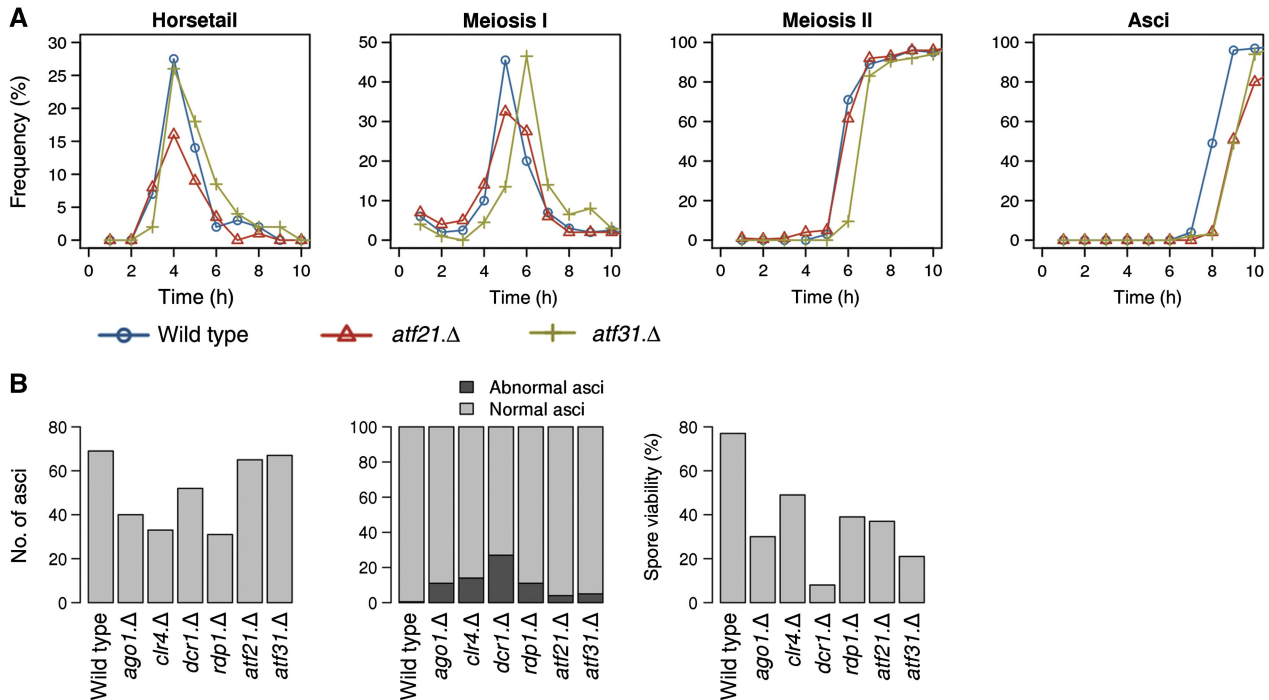 A
Horsetail
Meiosis I
Meiosis II
Asci
Frequency (%)
30
25
20
15
10
5
0
0 2 4 6 8 10
Time (h)
50
40
30
20
10
0
0 2 4 6 8 10
Time (h)
100
80
60
40
20
0
0 2 4 6 8 10
Time (h)
100
80
60
40
20
0
0 2 4 6 8 10
Time (h)
Wild type
atf21.Δ
atf31.Δ
B
Abnormal asci
Normal asci
No. of asci
80
60
40
20
0
Wild type
ago1.Δ
clr4.Δ
dcr1.Δ
rdp1.Δ
atf21.Δ
atf31.Δ
100
80
60
40
20
0
Wild type
ago1.Δ
clr4.Δ
dcr1.Δ
rdp1.Δ
atf21.Δ
atf31.Δ
Spore viability (%)
80
60
40
20
0
Wild type
ago1.Δ
clr4.Δ
dcr1.Δ
rdp1.Δ
atf21.Δ
atf31.Δ